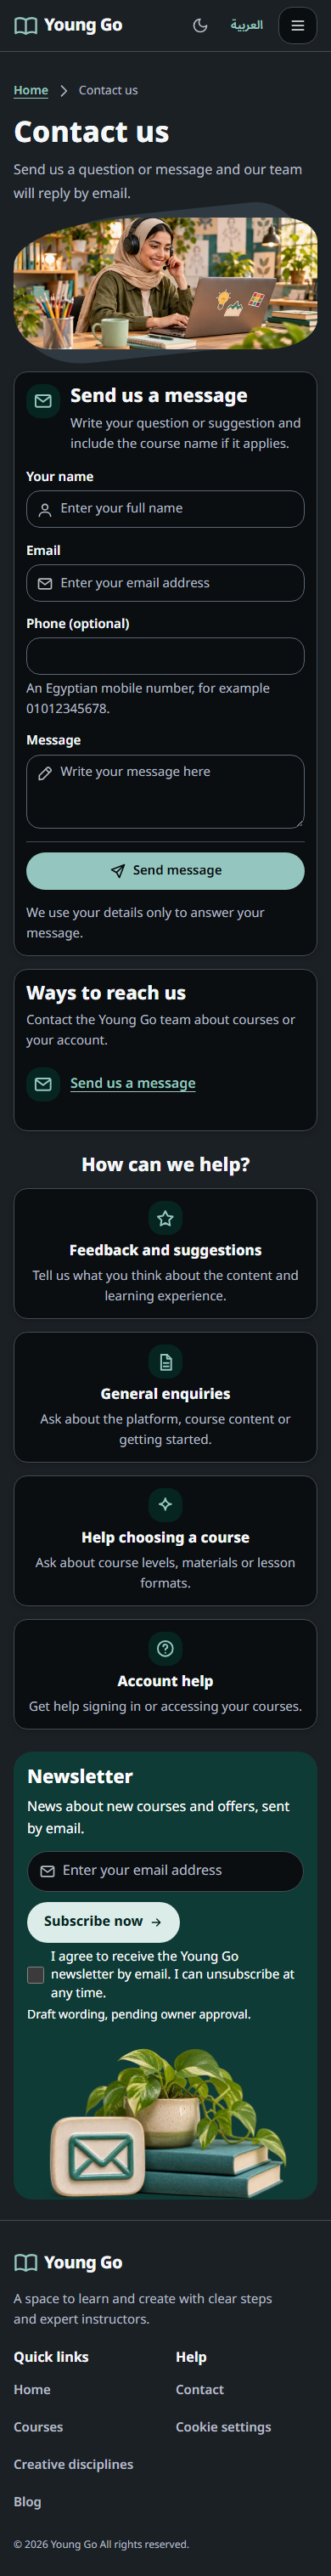 Young Go
العربية
Home > Contact us
Contact us
Send us a question or message and our team
will reply by email.
Send us a message
Write your question or suggestion and
include the course name if it applies.
Your name
Enter your full name
Email
Enter your email address
Phone (optional)
An Egyptian mobile number, for example
01012345678.
Message
Write your message here
Send message
We use your details only to answer your
message.
Ways to reach us
Contact the Young Go team about courses or
your account.
Send us a message
How can we help?
Feedback and suggestions
Tell us what you think about the content and
learning experience.
General enquiries
Ask about the platform, course content or
getting started.
Help choosing a course
Ask about course levels, materials or lesson
formats.
Account help
Get help signing in or accessing your courses.
Newsletter
News about new courses and offers, sent
by email.
Enter your email address
Subscribe now →
I agree to receive the Young Go
newsletter by email. I can unsubscribe at
any time.
Draft wording, pending owner approval.
Young Go
A space to learn and create with clear steps
and expert instructors.
Quick links
Help
Home
Contact
Courses
Cookie settings
Creative disciplines
Blog
© 2026 Young Go All rights reserved.